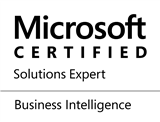 Microsoft
CERTIFIED
Solutions Expert
Business Intelligence